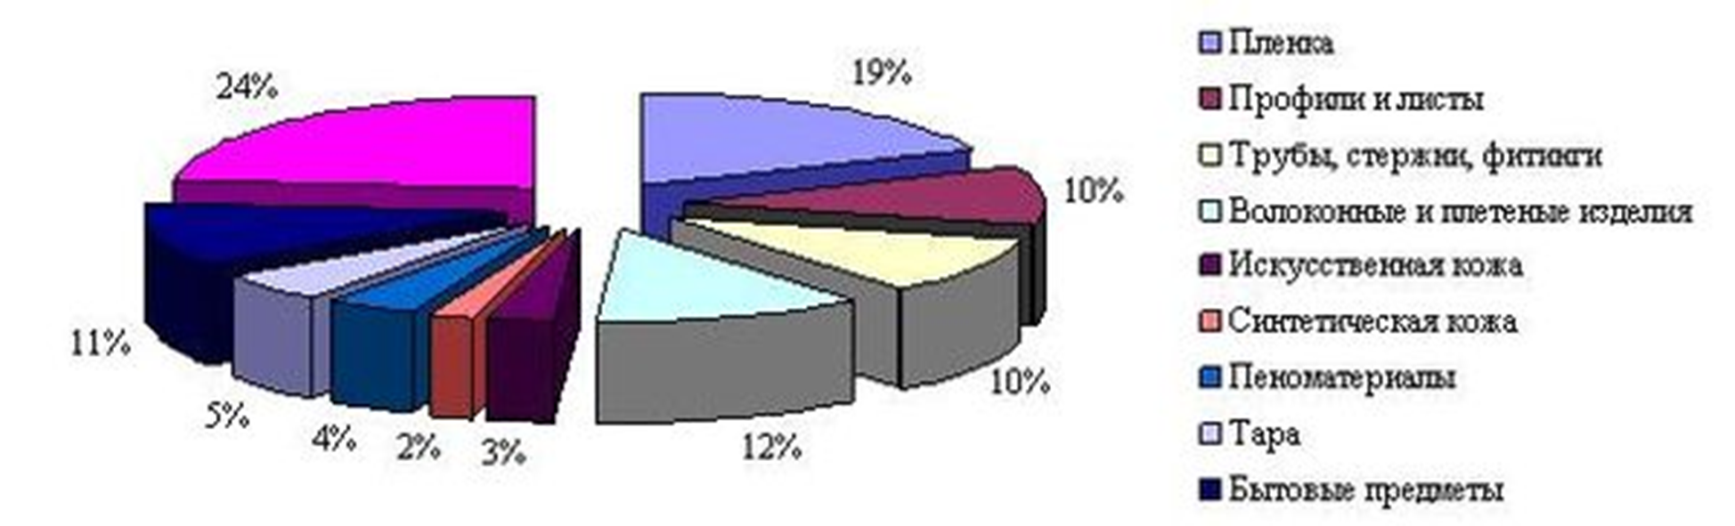 24%
19%
10%
10%
12%
3%
2%
4%
5%
11%
Пленка
Профили и листы
Трубы, стержни, фитинги
Волоконные и плетеные изделия
Искусственная кожа
Синтетическая кожа
Пеноматериалы
Тара
Бытовые предметы